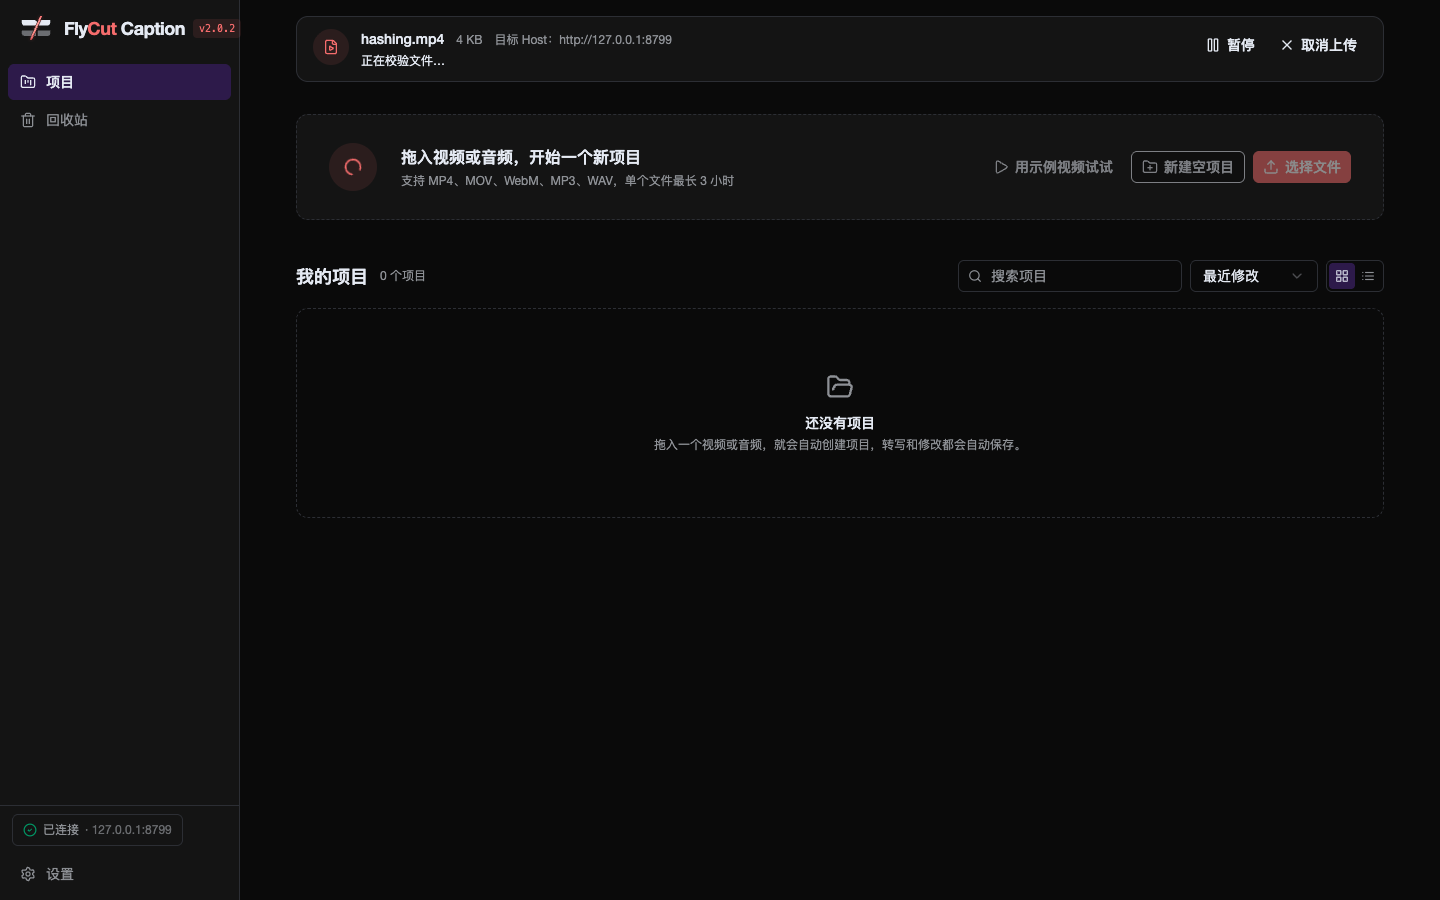 FlyCut Caption v2.0.2
项目
回收站
hashing.mp4 4 KB 目标 Host：http://127.0.0.1:8799
正在校验文件…
暂停
取消上传
拖入视频或音频，开始一个新项目
支持 MP4、MOV、WebM、MP3、WAV，单个文件最长 3 小时
用示例视频试试
新建空项目
选择文件
我的项目 0 个项目
搜索项目
最近修改
还没有项目
拖入一个视频或音频，就会自动创建项目，转写和修改都会自动保存。
已连接 · 127.0.0.1:8799
设置